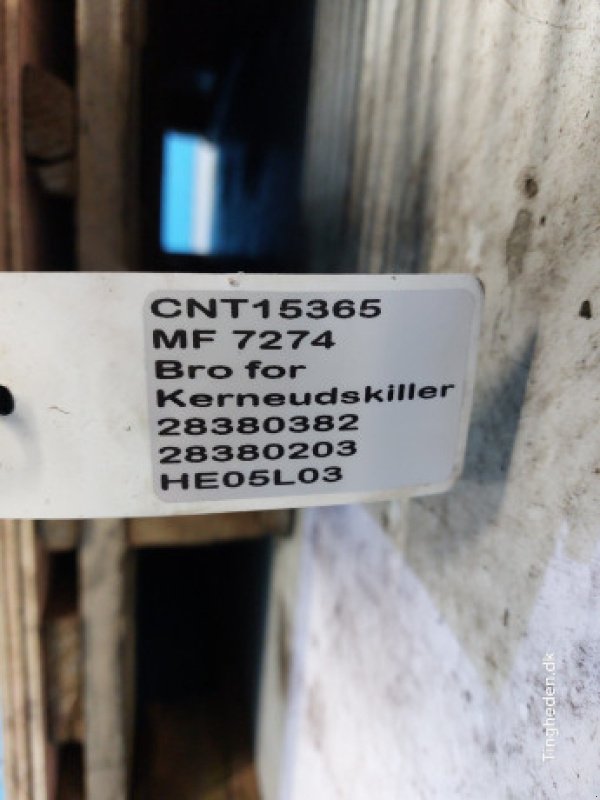 CNT15365
MF 7274
Bro for
Kerneudskiller
28380382
28380203
HE05L03
Tingheden.dk